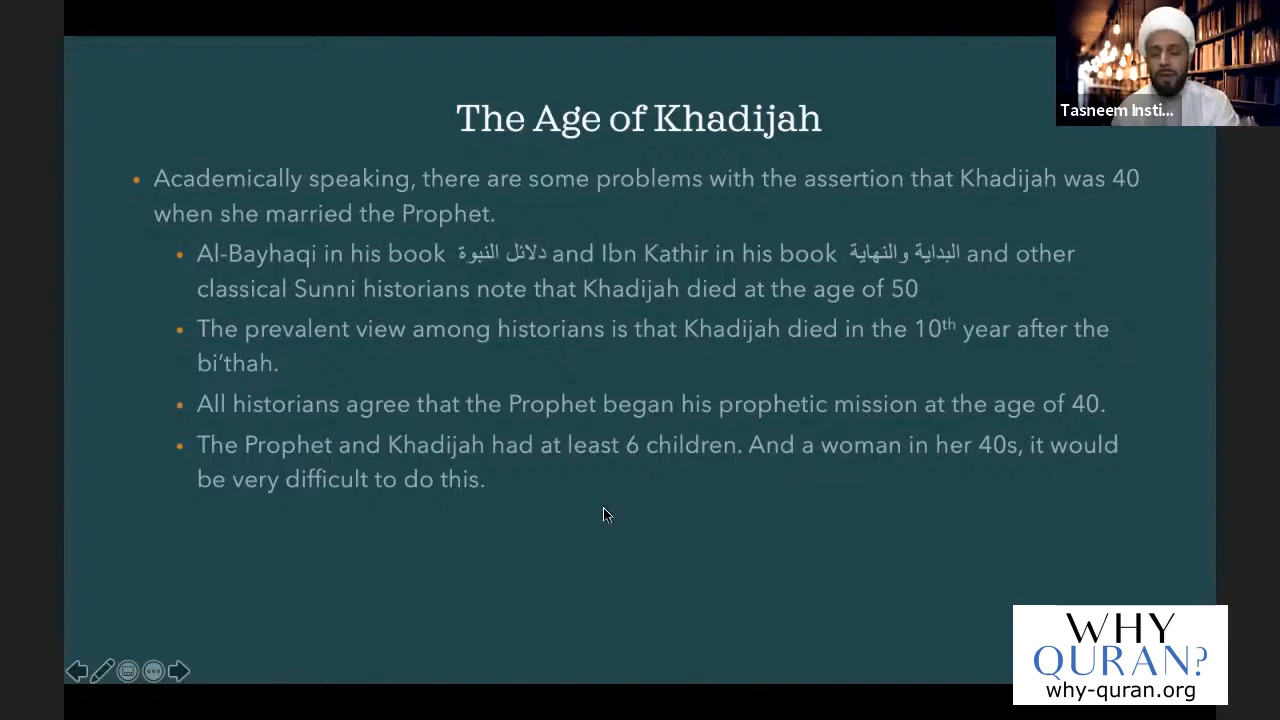 Tasneem Insti...
The Age of Khadijah
• Academically speaking, there are some problems with the assertion that Khadijah was 40
when she married the Prophet.
• Al-Bayhaqi in his book دلائل النبوة and Ibn Kathir in his book البداية والنهاية and other
classical Sunni historians note that Khadijah died at the age of 50
• The prevalent view among historians is that Khadijah died in the 10th year after the
bi’thah.
• All historians agree that the Prophet began his prophetic mission at the age of 40.
• The Prophet and Khadijah had at least 6 children. And a woman in her 40s, it would
be very difficult to do this.
WHY
QURAN?
why-quran.org